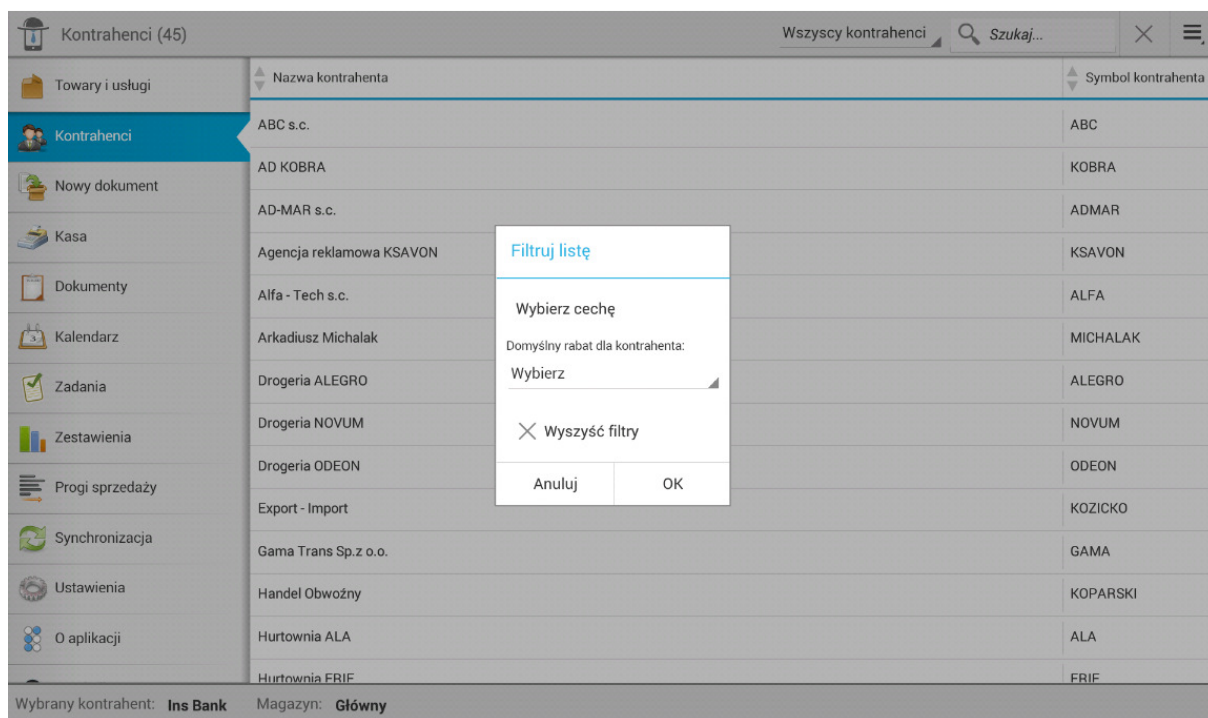 Kontrahenci (45)
Wszyscy kontrahenci
Szukaj...
Towary i usługi
Kontrahenci
Nowy dokument
Kasa
Dokumenty
Kalendarz
Zadania
Zestawienia
Progi sprzedaży
Synchronizacja
Ustawienia
O aplikacji
Nazwa kontrahenta Symbol kontrahenta
ABC s.c. ABC
AD KOBRA KOBRA
AD-MAR s.c. ADMAR
Agencja reklamowa KSAVON KSAVON
Alfa - Tech s.c. ALFA
Arkadiusz Michalak MICHALAK
Drogeria ALEGRO ALEGRO
Drogeria NOVUM NOVUM
Drogeria ODEON ODEON
Export - Import KOZICKO
Gama Trans Sp.z o.o. GAMA
Handel Obwoźny KOPARSKI
Hurtownia ALA ALA
Hurtownia ERIE ERIE
Filtruj listę
Wybierz cechę
Domyślny rabat dla kontrahenta:
Wybierz
Wyszyść filtry
Anuluj OK
Wybrany kontrahent: Ins Bank Magazyn: Główny